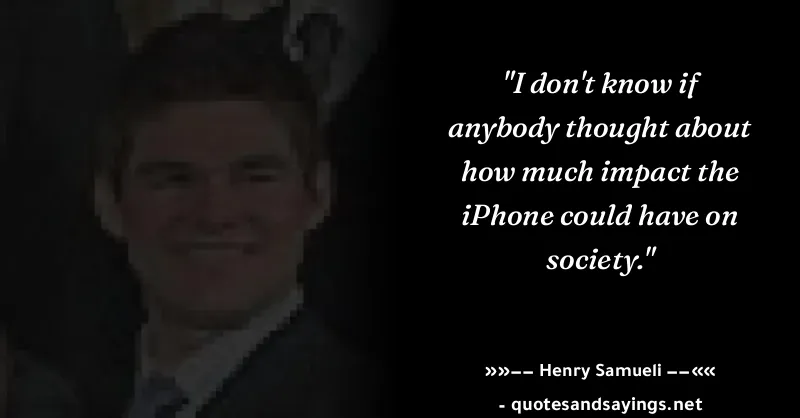 "I don't know if
anybody thought about
how much impact the
iPhone could have on
society."
»»−− Henry Samueli −−««
- quotesandsayings.net